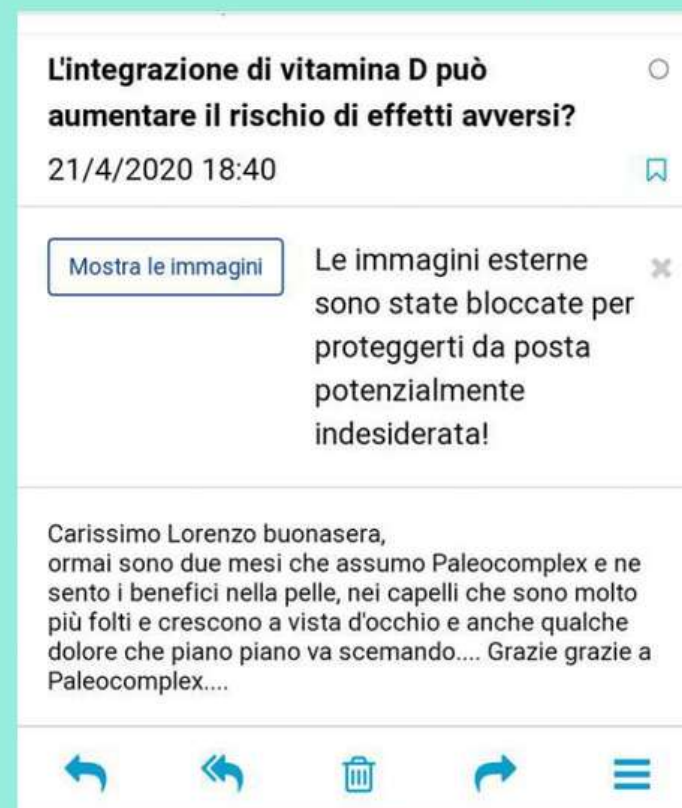 L'integrazione di vitamina D può
aumentare il rischio di effetti avversi?
21/4/2020 18:40
Mostra le immagini
Le immagini esterne
sono state bloccate per
proteggerti da posta
potenzialmente
indesiderata!
Carissimo Lorenzo buonasera,
ormai sono due mesi che assumo Paleocomplex e ne
sento i benefici nella pelle, nei capelli che sono molto
più folti e crescono a vista d'occhio e anche qualche
dolore che piano piano va scemando.... Grazie grazie a
Paleocomplex....